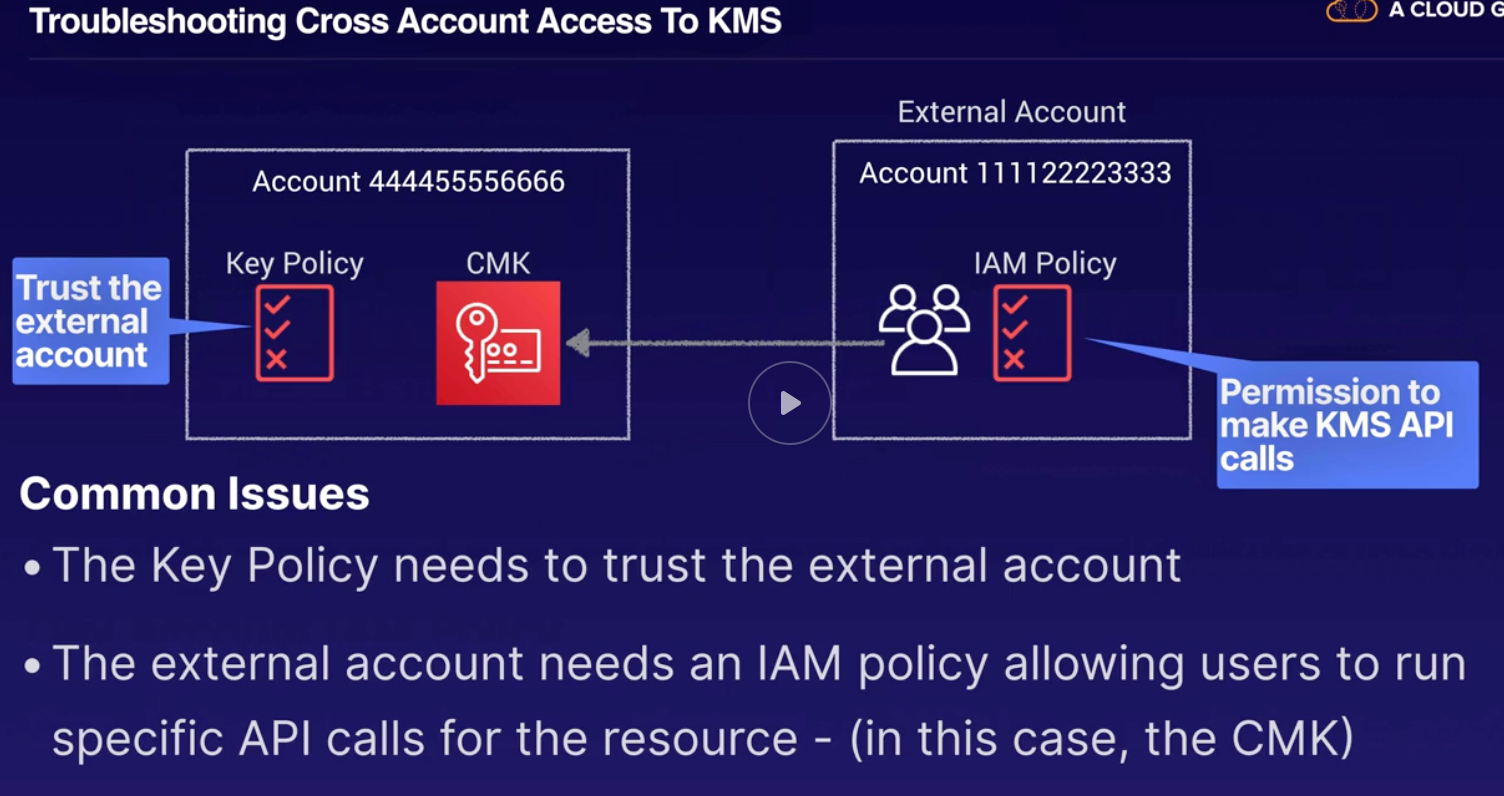 Troubleshooting Cross Account Access To KMS
A CLOUD G
External Account
Account 444455556666
Account 111122223333
Key Policy
CMK
IAM Policy
Trust the
external
account
Permission to
make KMS API
calls
Common Issues
• The Key Policy needs to trust the external account
• The external account needs an IAM policy allowing users to run
specific API calls for the resource - (in this case, the CMK)